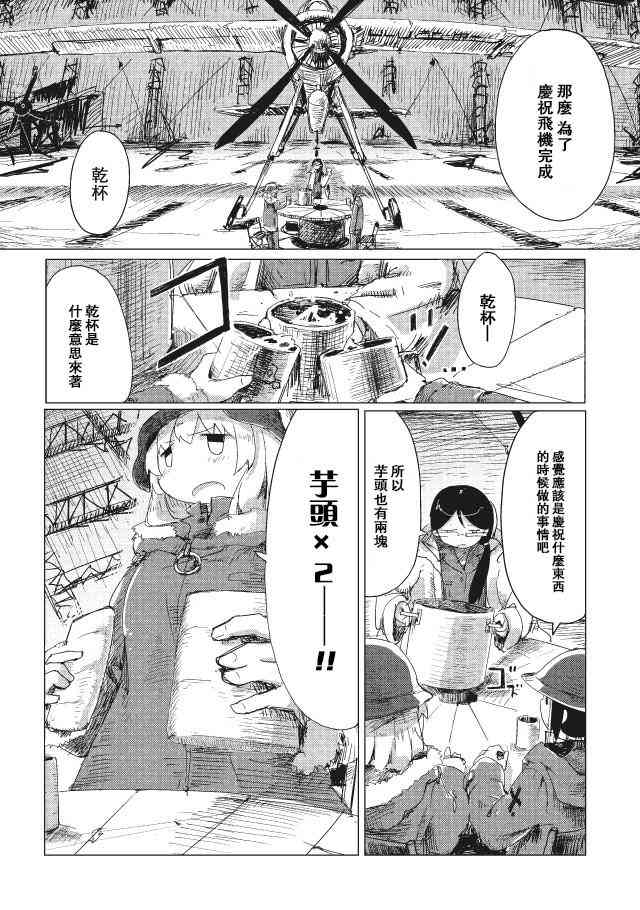 那麼 為了
慶祝飛機完成
乾杯
乾杯—
乾杯是
什麼意思來著
感覺應該是慶祝什麼東西
的時候做的事情吧
所以
芋頭也有兩塊
ゴ
芋頭×2——!!